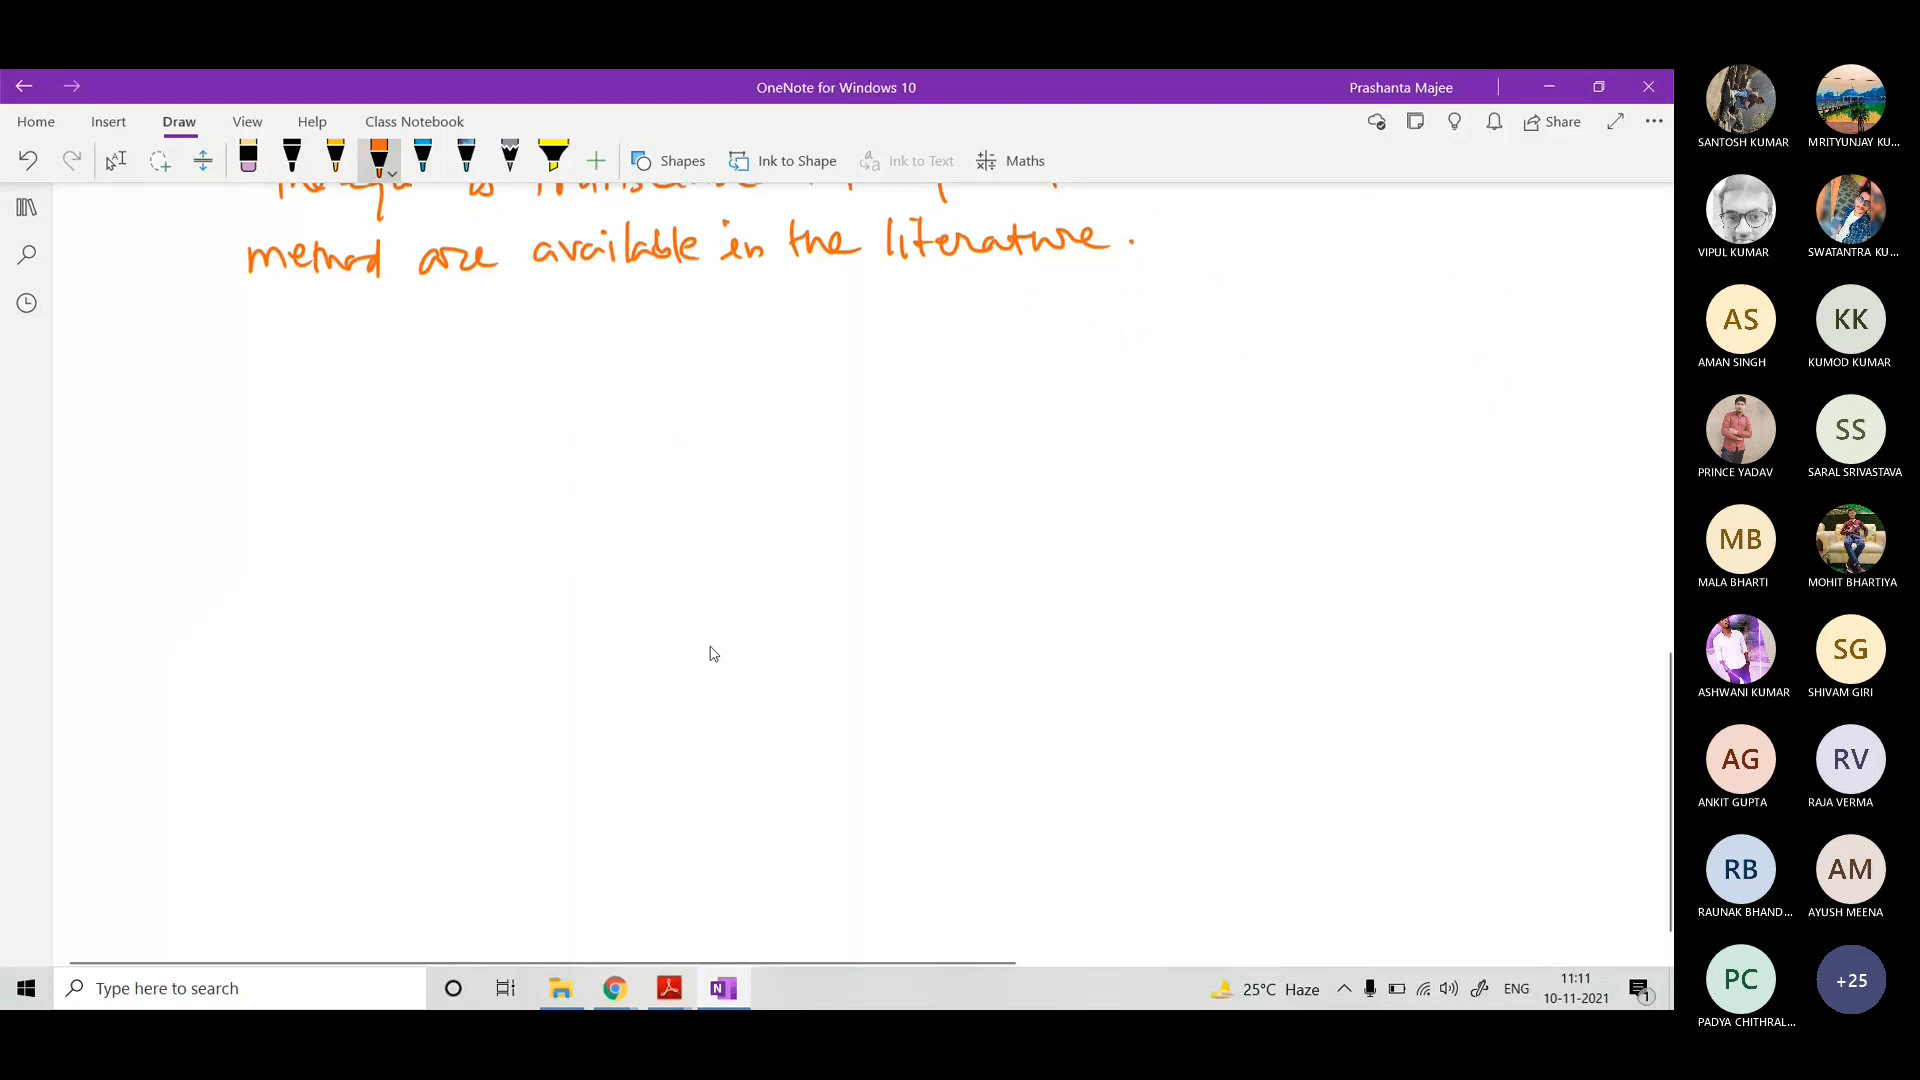 OneNote for Windows 10
Prashanta Majee
Home Insert Draw View Help Class Notebook
Share
Shapes Ink to Shape Ink to Text Maths
method are available in the literature.
Type here to search
25°C Haze
ENG
11:11
10-11-2021
1
SANTOSH KUMAR
MRITYUNJAY KU...
VIPUL KUMAR
SWATANTRA KU...
AS
KK
AMAN SINGH
KUMOD KUMAR
SS
PRINCE YADAV
SARAL SRIVASTAVA
MB
MALA BHARTI
MOHIT BHARTIYA
SG
ASHWANI KUMAR
SHIVAM GIRI
AG
RV
ANKIT GUPTA
RAJA VERMA
RB
AM
RAUNAK BHAND...
AYUSH MEENA
PC
+25
PADYA CHITHRAL...